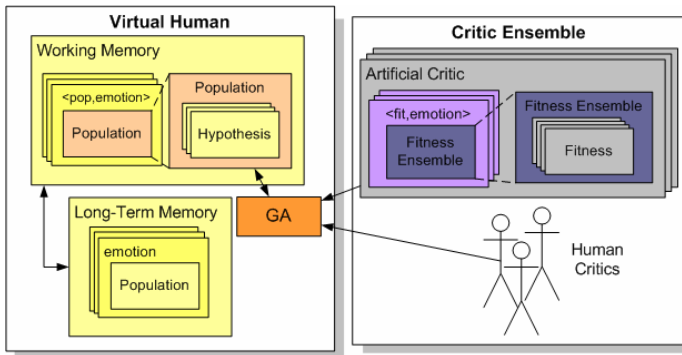 Virtual Human
Working Memory
<pop,emotion>
Population
Population
Hypothesis
GA
Long-Term Memory
emotion
Population
Critic Ensemble
Artificial Critic
<fit,emotion>
Fitness
Ensemble
Fitness Ensemble
Fitness
Human
Critics